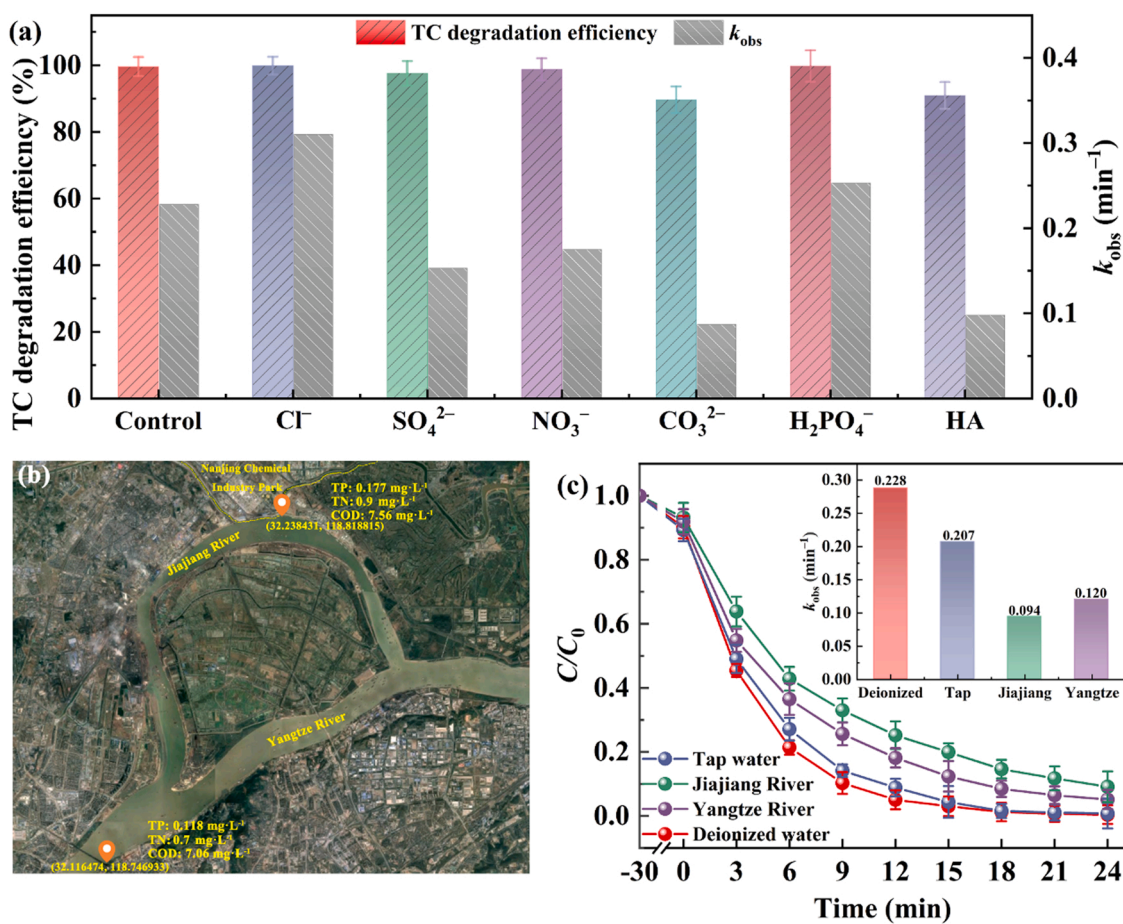 (a)
TC degradation efficiency
k_obs
TC degradation effieicncy (%)
100
80
60
40
20
0
0.4
0.3
0.2
0.1
0.0
k_obs (min⁻¹)
Control
Cl⁻
SO₄²⁻
NO₃⁻
CO₃²⁻
H₂PO₄⁻
HA
(b)
Nanjing Chemical
Industry Park
TP: 0.177 mg·L⁻¹
TN: 0.9 mg·L⁻¹
COD: 7.56 mg·L⁻¹
(32.238431, 118.818815)
Jiajiang River
Yangtze River
TP: 0.118 mg·L⁻¹
TN: 0.7 mg·L⁻¹
COD: 7.06 mg·L⁻¹
(32.116474, 118.746933)
(c)
C/C₀
1.0
0.8
0.6
0.4
0.2
0.0
k_obs (min⁻¹)
0.30
0.25
0.20
0.15
0.10
0.05
0.00
0.228
0.207
0.094
0.120
Deionized
Tap
Jiajiang
Yangtze
Tap water
Jiajiang River
Yangtze River
Deionized water
-30
0
3
6
9
12
15
18
21
24
Time (min)